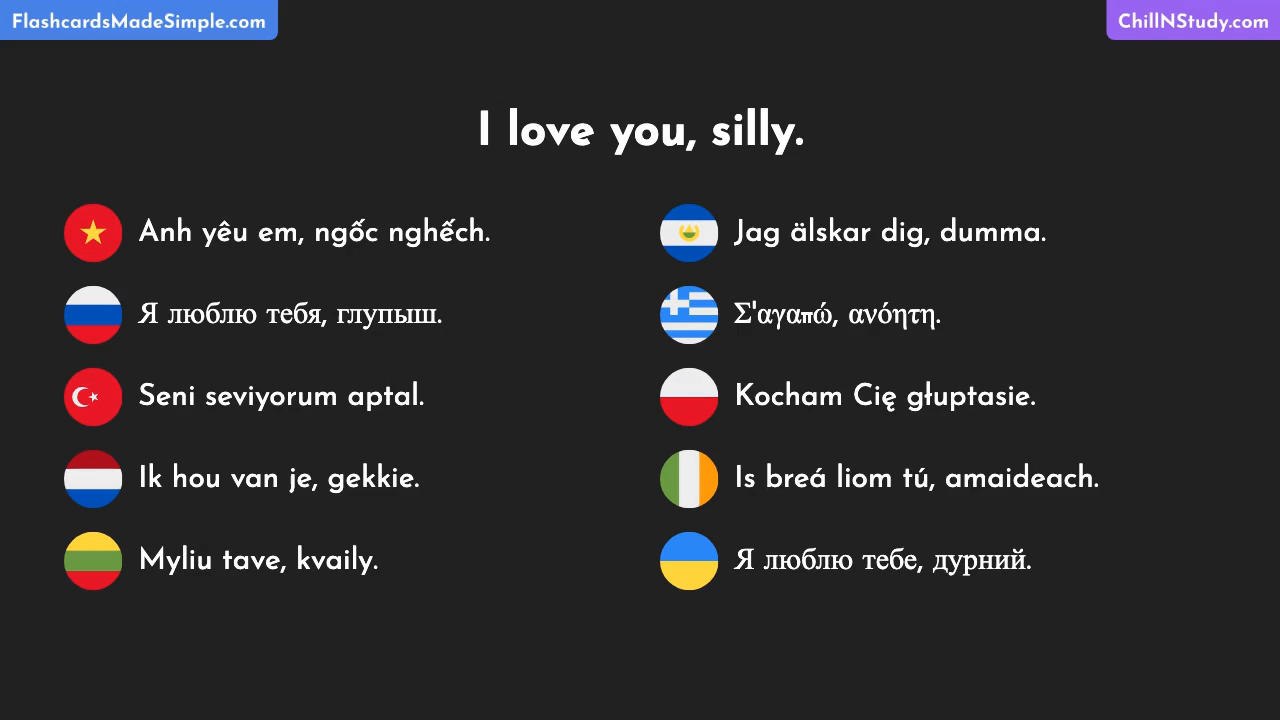 FlashcardsMadeSimple.com
ChillNStudy.com
I love you, silly.
Anh yêu em, ngốc nghếch.
Я люблю тебя, глупыш.
Seni seviyorum aptal.
Ik hou van je, gekkie.
Myliu tave, kvaily.
Jag älskar dig, dumma.
Σ'αγαπώ, ανόητη.
Kocham Cię głuptasie.
Is breá liom tú, amaideach.
Я люблю тебе, дурний.